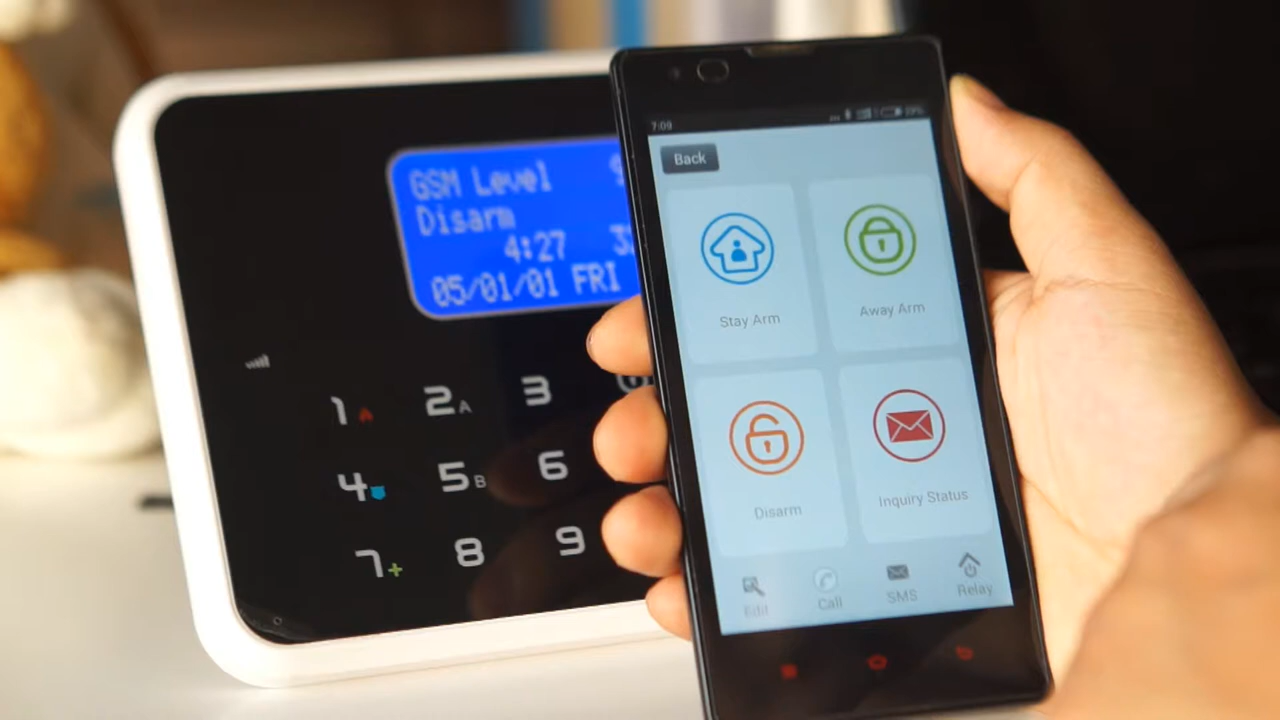 GSM Level
Disarm
4:27
05/01/01 FRI
1
2 A
3
4
5 B
6
7 +
8
9
7:09
Back
Stay Arm
Away Arm
Disarm
Inquiry Status
Edit
Call
SMS
Relay